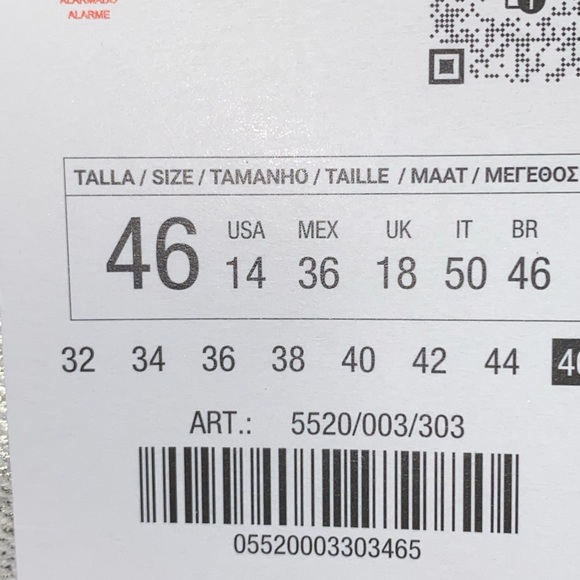 ALARME
TALLA / SIZE / TAMANHO / TAILLE / MAAT / ΜΕΓΕΘΟΣ
46 USA MEX UK IT BR
14 36 18 50 46
32 34 36 38 40 42 44
ART.: 5520/003/303
05520003303465